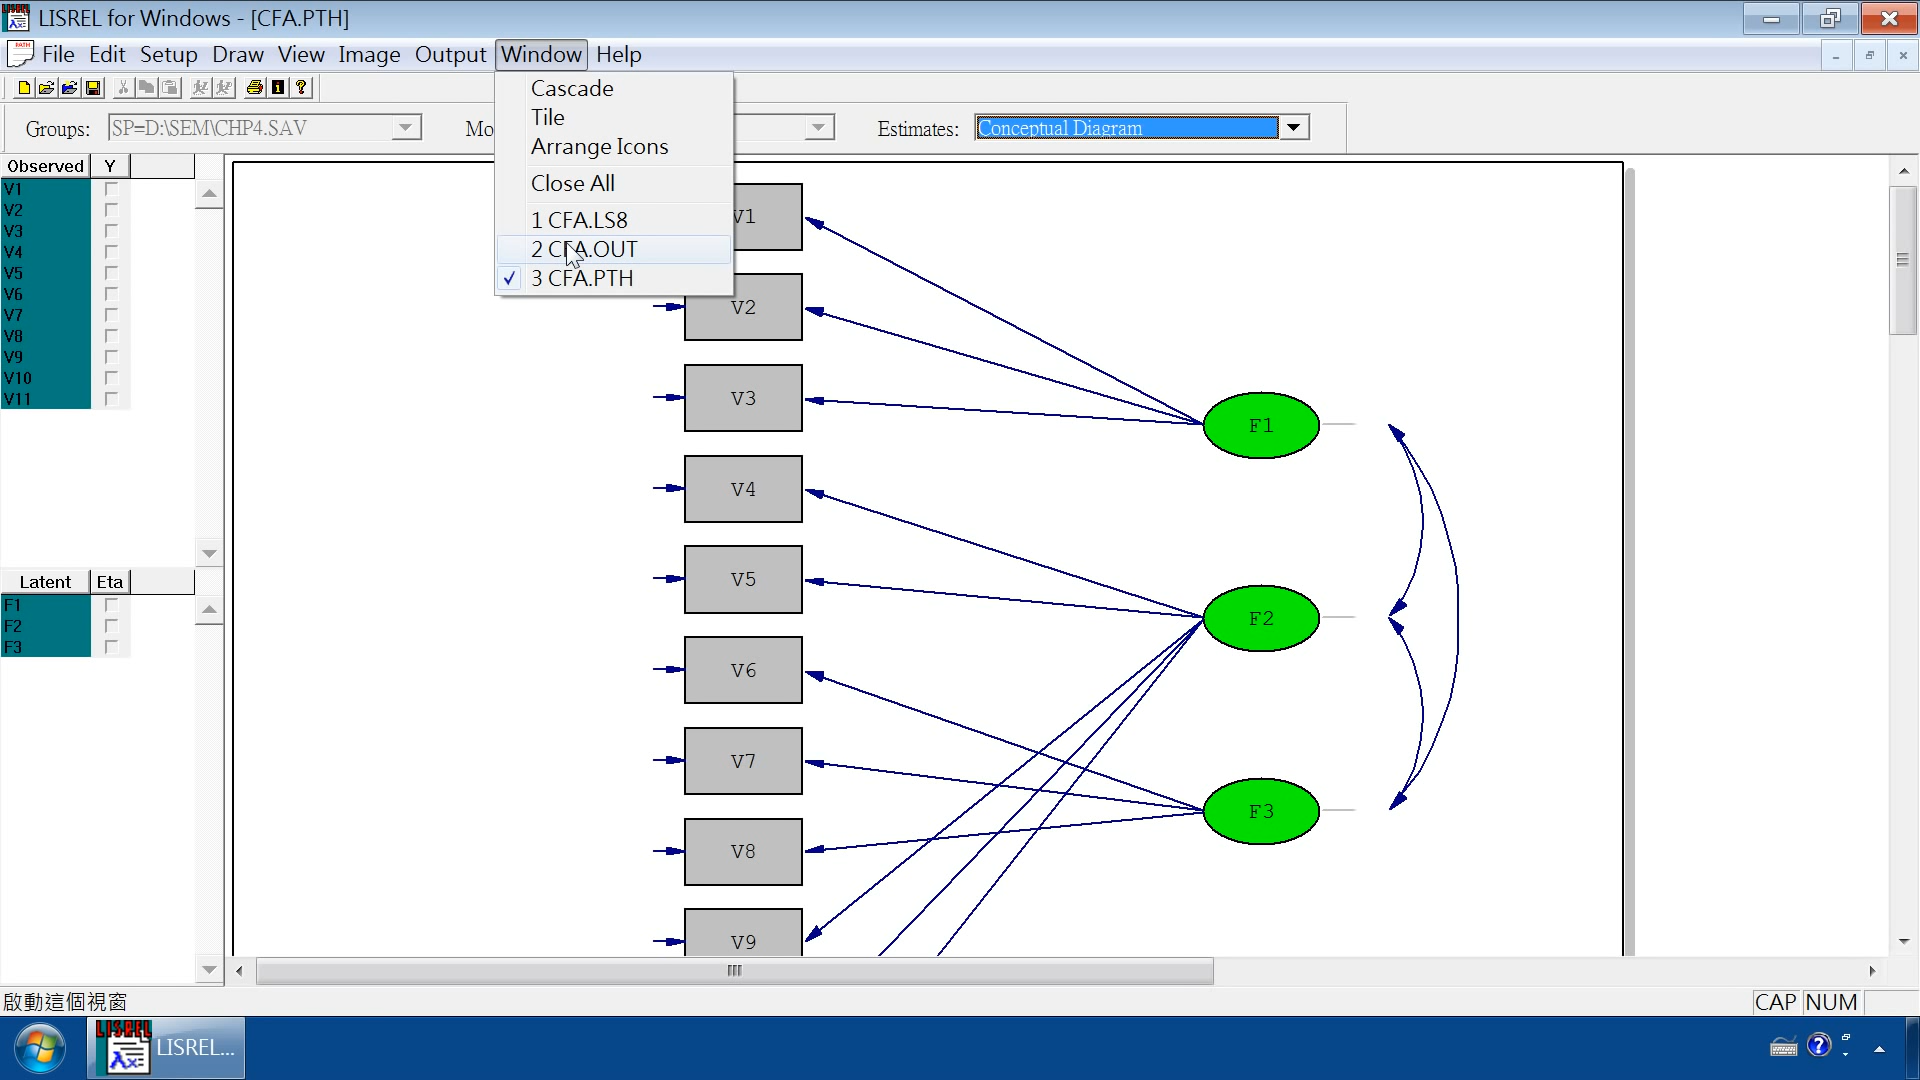 LISREL for Windows - [CFA.PTH]
File Edit Setup Draw View Image Output Window Help
Cascade
Tile
Arrange Icons
Close All
1 CFA.LS8
2 CFA.OUT
3 CFA.PTH
Groups: SP=D:\SEM\CHP4.SAV Mo Estimates: Conceptual Diagram
Observed Y
V1
V2
V3
V4
V5
V6
V7
V8
V9
V10
V11
Latent Eta
F1
F2
F3
V1
V2
V3
V4
V5
V6
V7
V8
V9
F1
F2
F3
啟動這個視窗
CAP NUM
LISREL
LISREL...